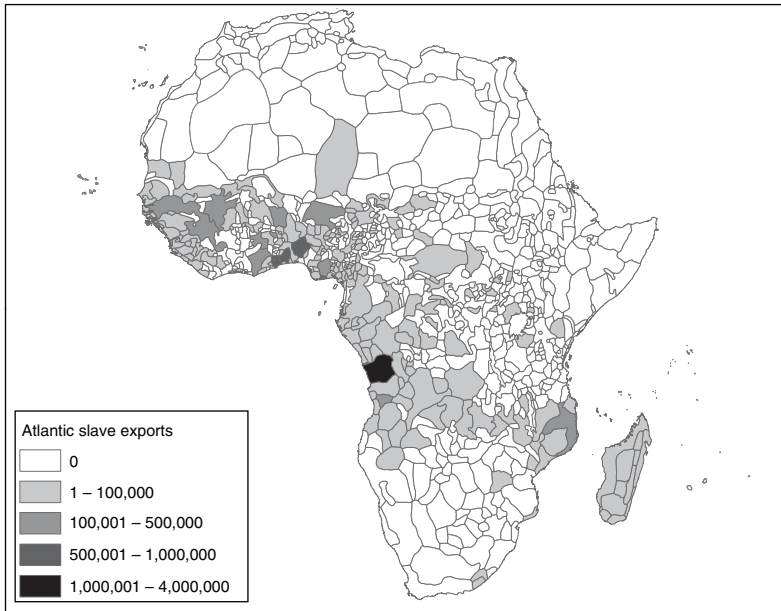 Atlantic slave exports
0
1 – 100,000
100,001 – 500,000
500,001 – 1,000,000
1,000,001 – 4,000,000